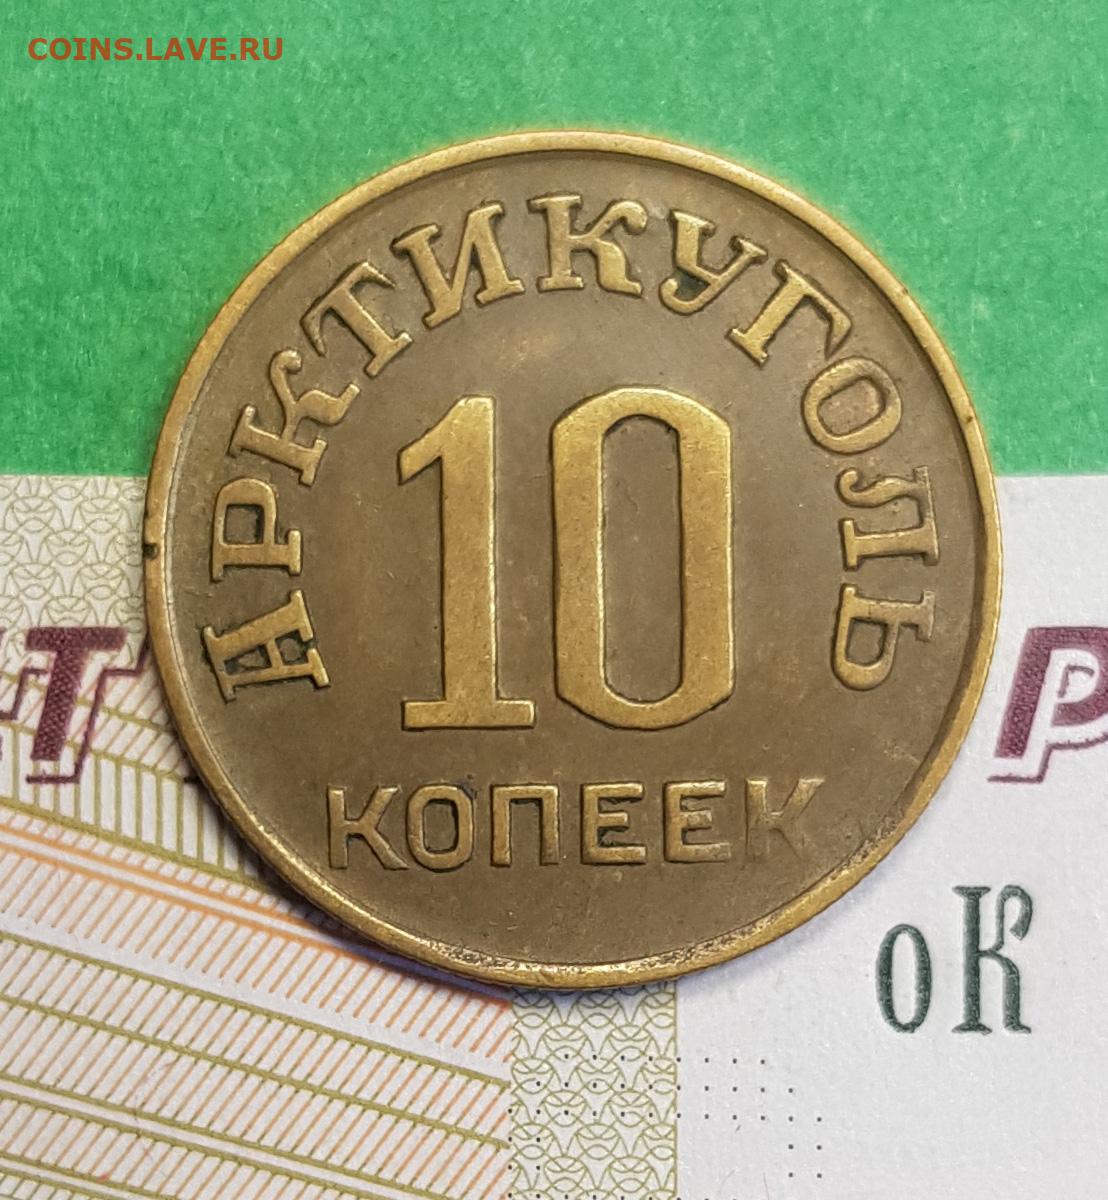 COINS.LAVE.RU
АРКТИКУГОЛЬ
10
КОПЕЕК
оК